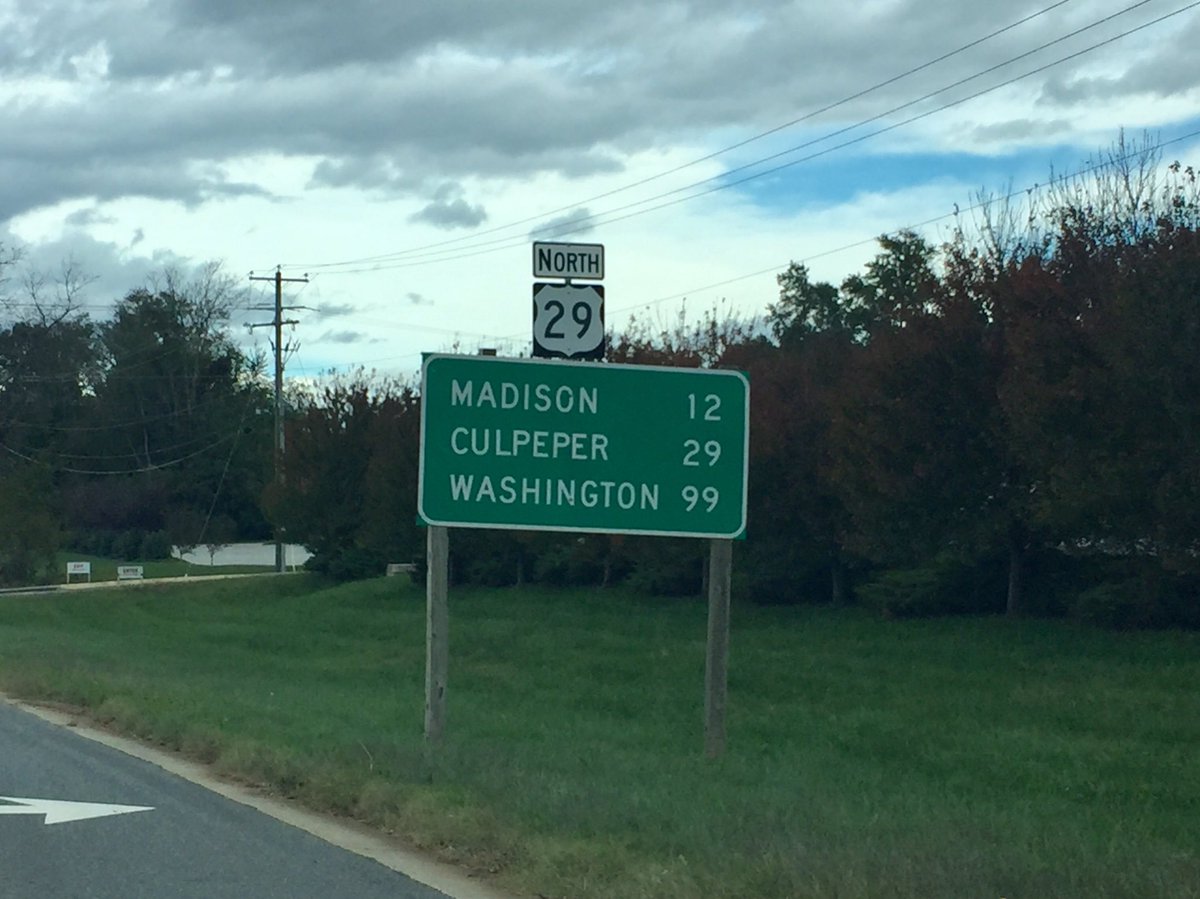 NORTH
29
MADISON 12
CULPEPER 29
WASHINGTON 99